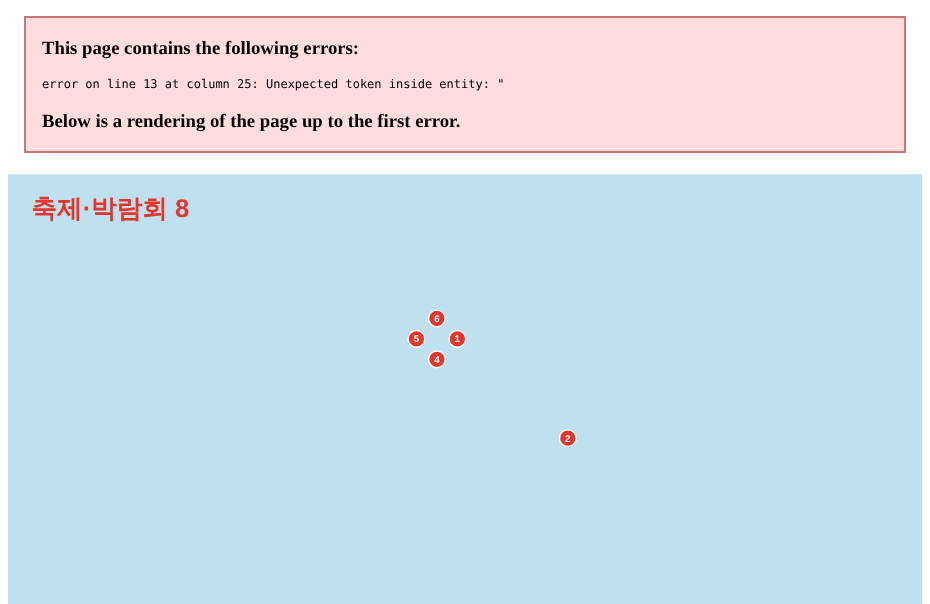 This page contains the following errors:
error on line 13 at column 25: Unexpected token inside entity: "
Below is a rendering of the page up to the first error.
축제·박람회 8
6
5 1
4
2